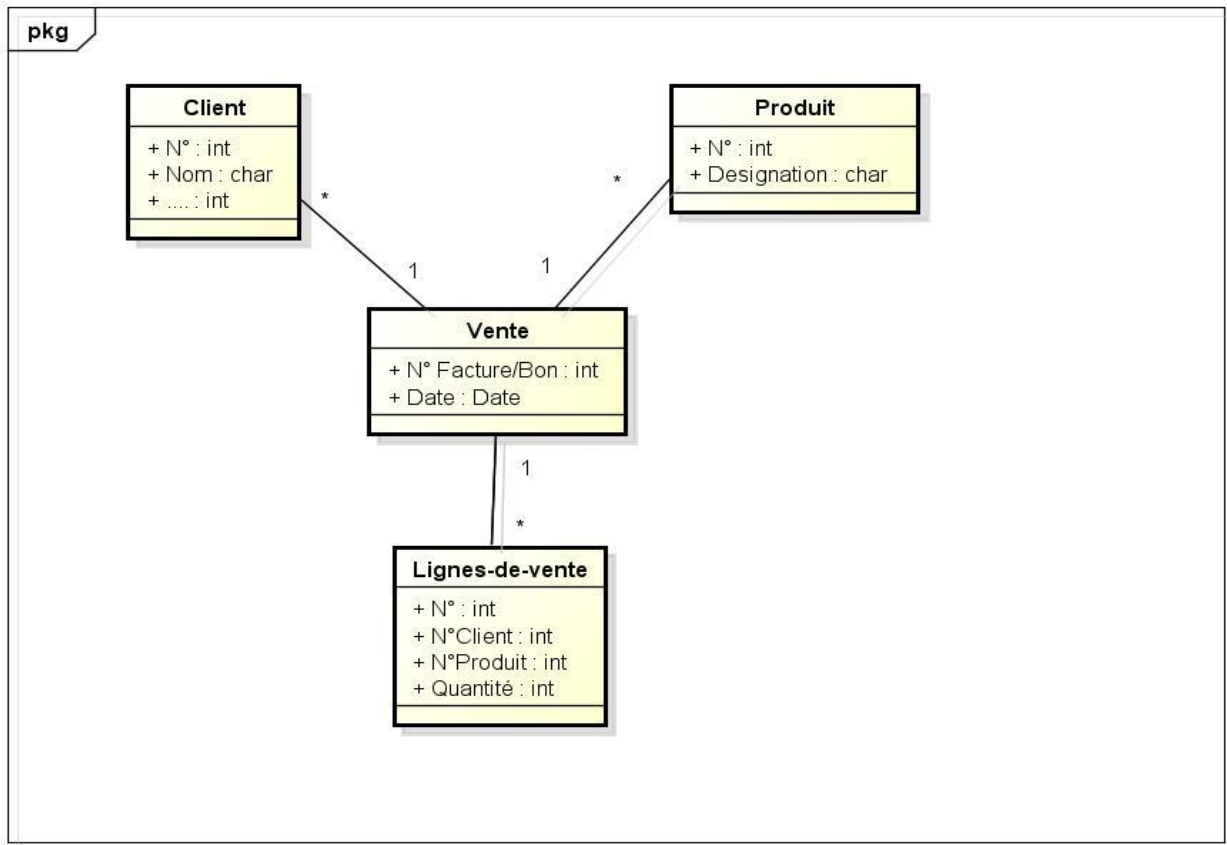 pkg
Client
+ N° : int
+ Nom : char
+ .... : int
Produit
+ N° : int
+ Designation : char
*
1
*
1
Vente
+ N° Facture/Bon : int
+ Date : Date
1
*
Lignes-de-vente
+ N° : int
+ N°Client : int
+ N°Produit : int
+ Quantité : int